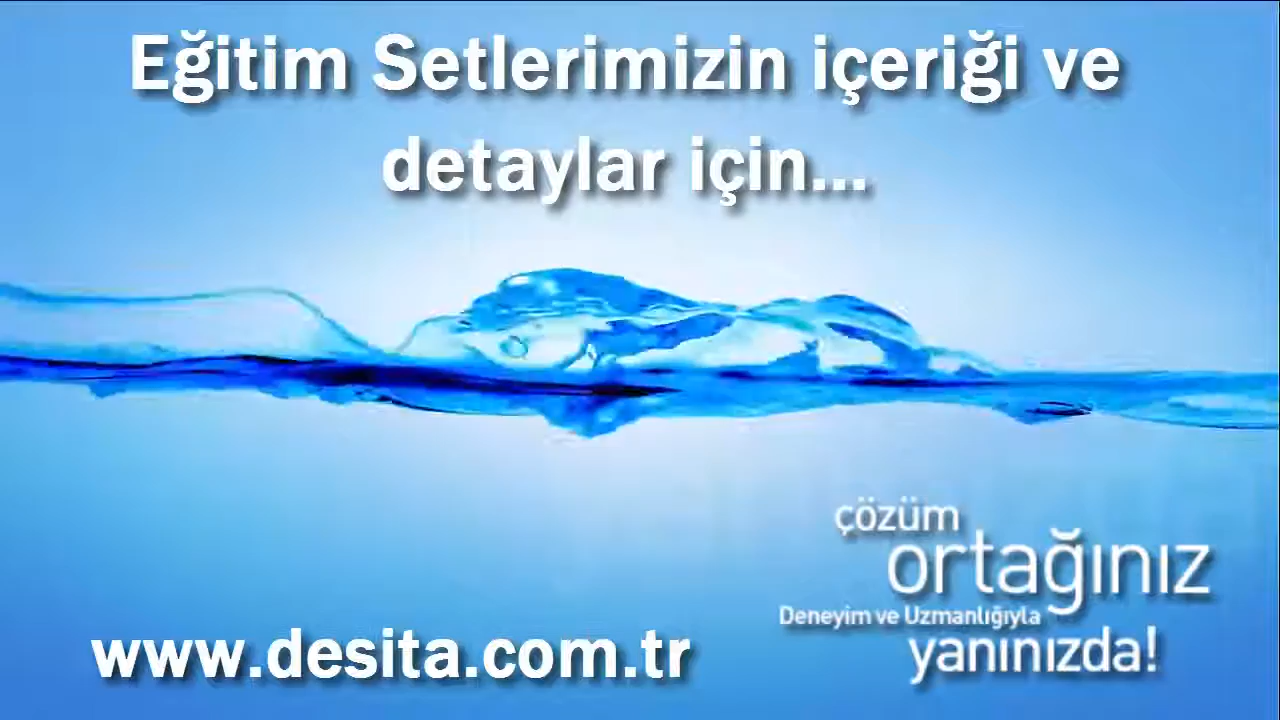 Eğitim Setlerimizin içeriği ve
detaylar için...
çözüm
ortağınız
Deneyim ve Uzmanlığıyla
yanınızda!
www.desita.com.tr